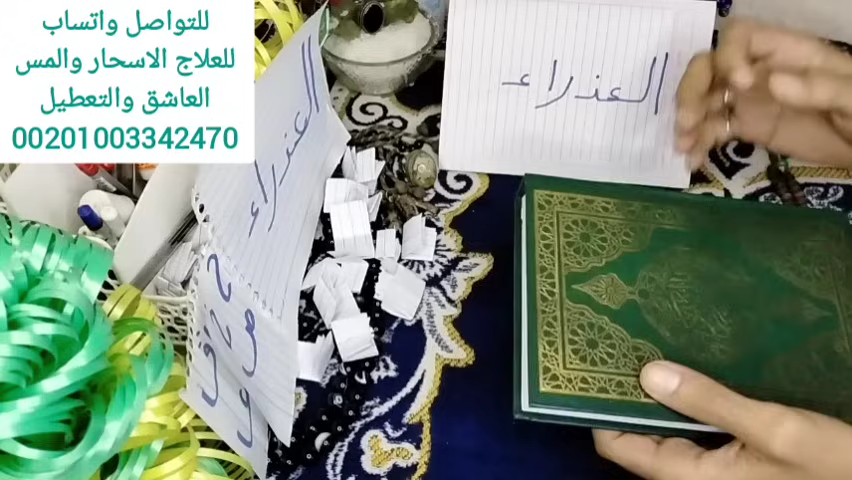 للتواصل واتساب
للعلاج الاسحار والمس
العاشق والتعطيل
00201003342470
العذراء
العذراء